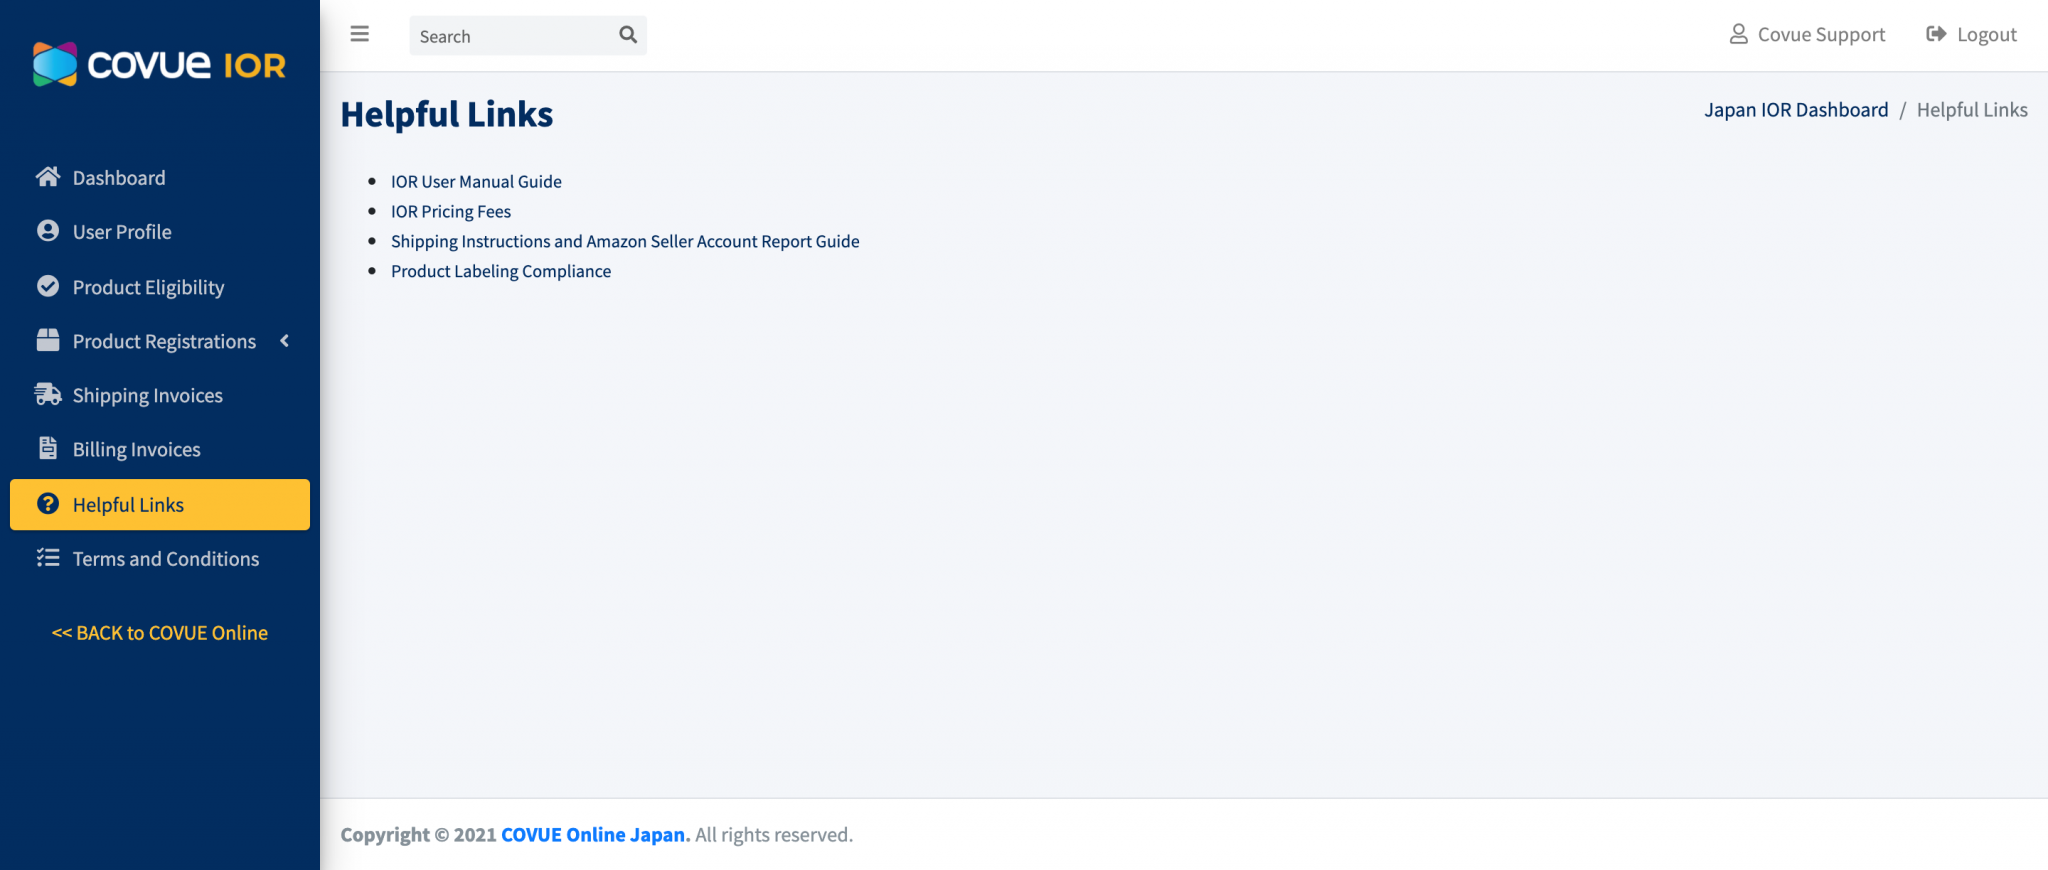 COVUE IOR
Search
Covue Support
Logout
Helpful Links
Japan IOR Dashboard / Helpful Links
Dashboard
User Profile
Product Eligibility
Product Registrations
Shipping Invoices
Billing Invoices
Helpful Links
Terms and Conditions
<< BACK to COVUE Online
IOR User Manual Guide
IOR Pricing Fees
Shipping Instructions and Amazon Seller Account Report Guide
Product Labeling Compliance
Copyright © 2021 COVUE Online Japan. All rights reserved.